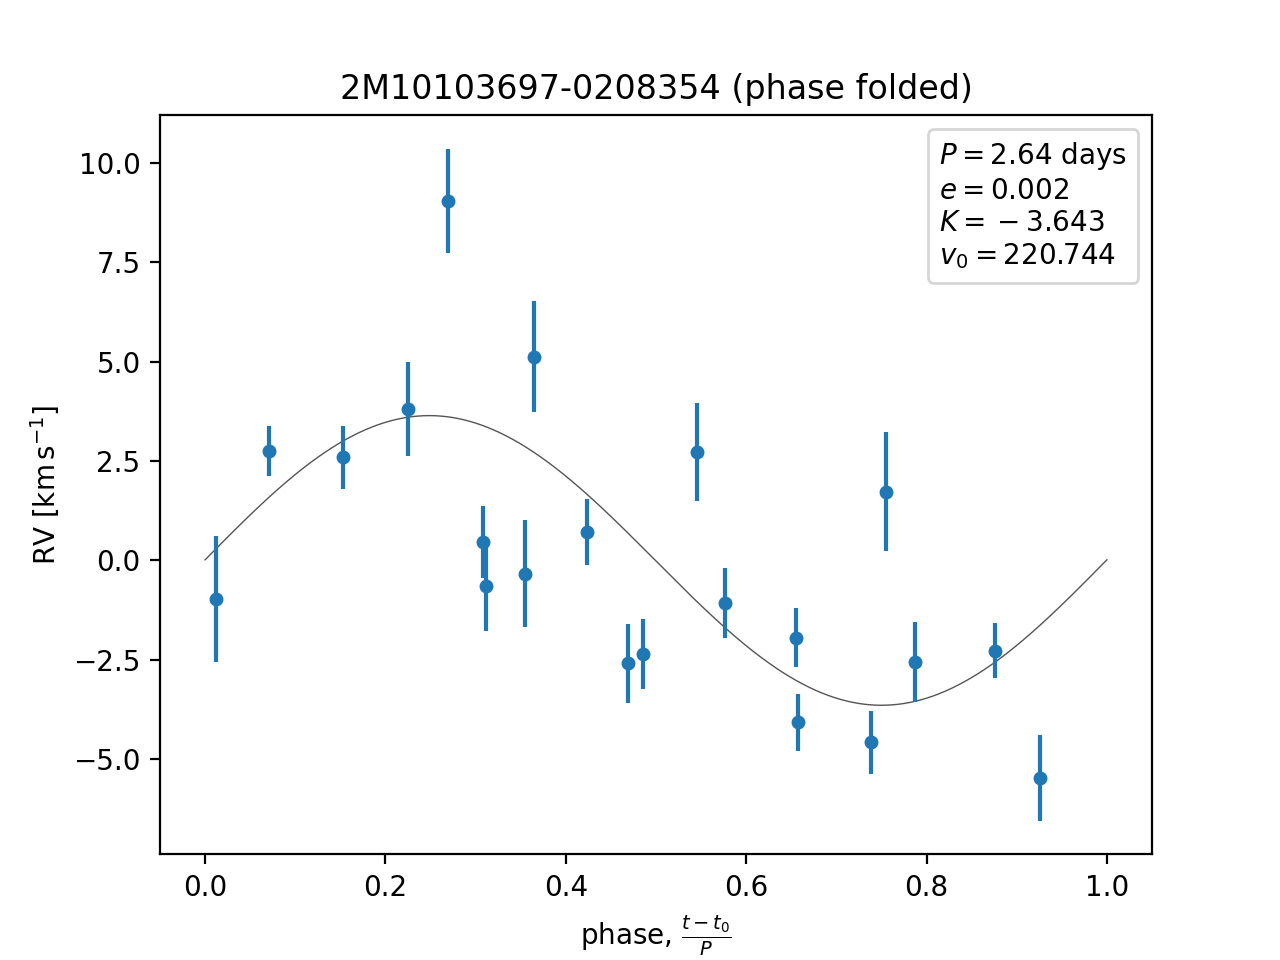 2M10103697-0208354 (phase folded)
P = 2.64 days
e = 0.002
K = −3.643
v₀ = 220.744
10.0
7.5
5.0
2.5
0.0
−2.5
−5.0
RV [km s⁻¹]
0.0 0.2 0.4 0.6 0.8 1.0
phase, (t − t₀)/P